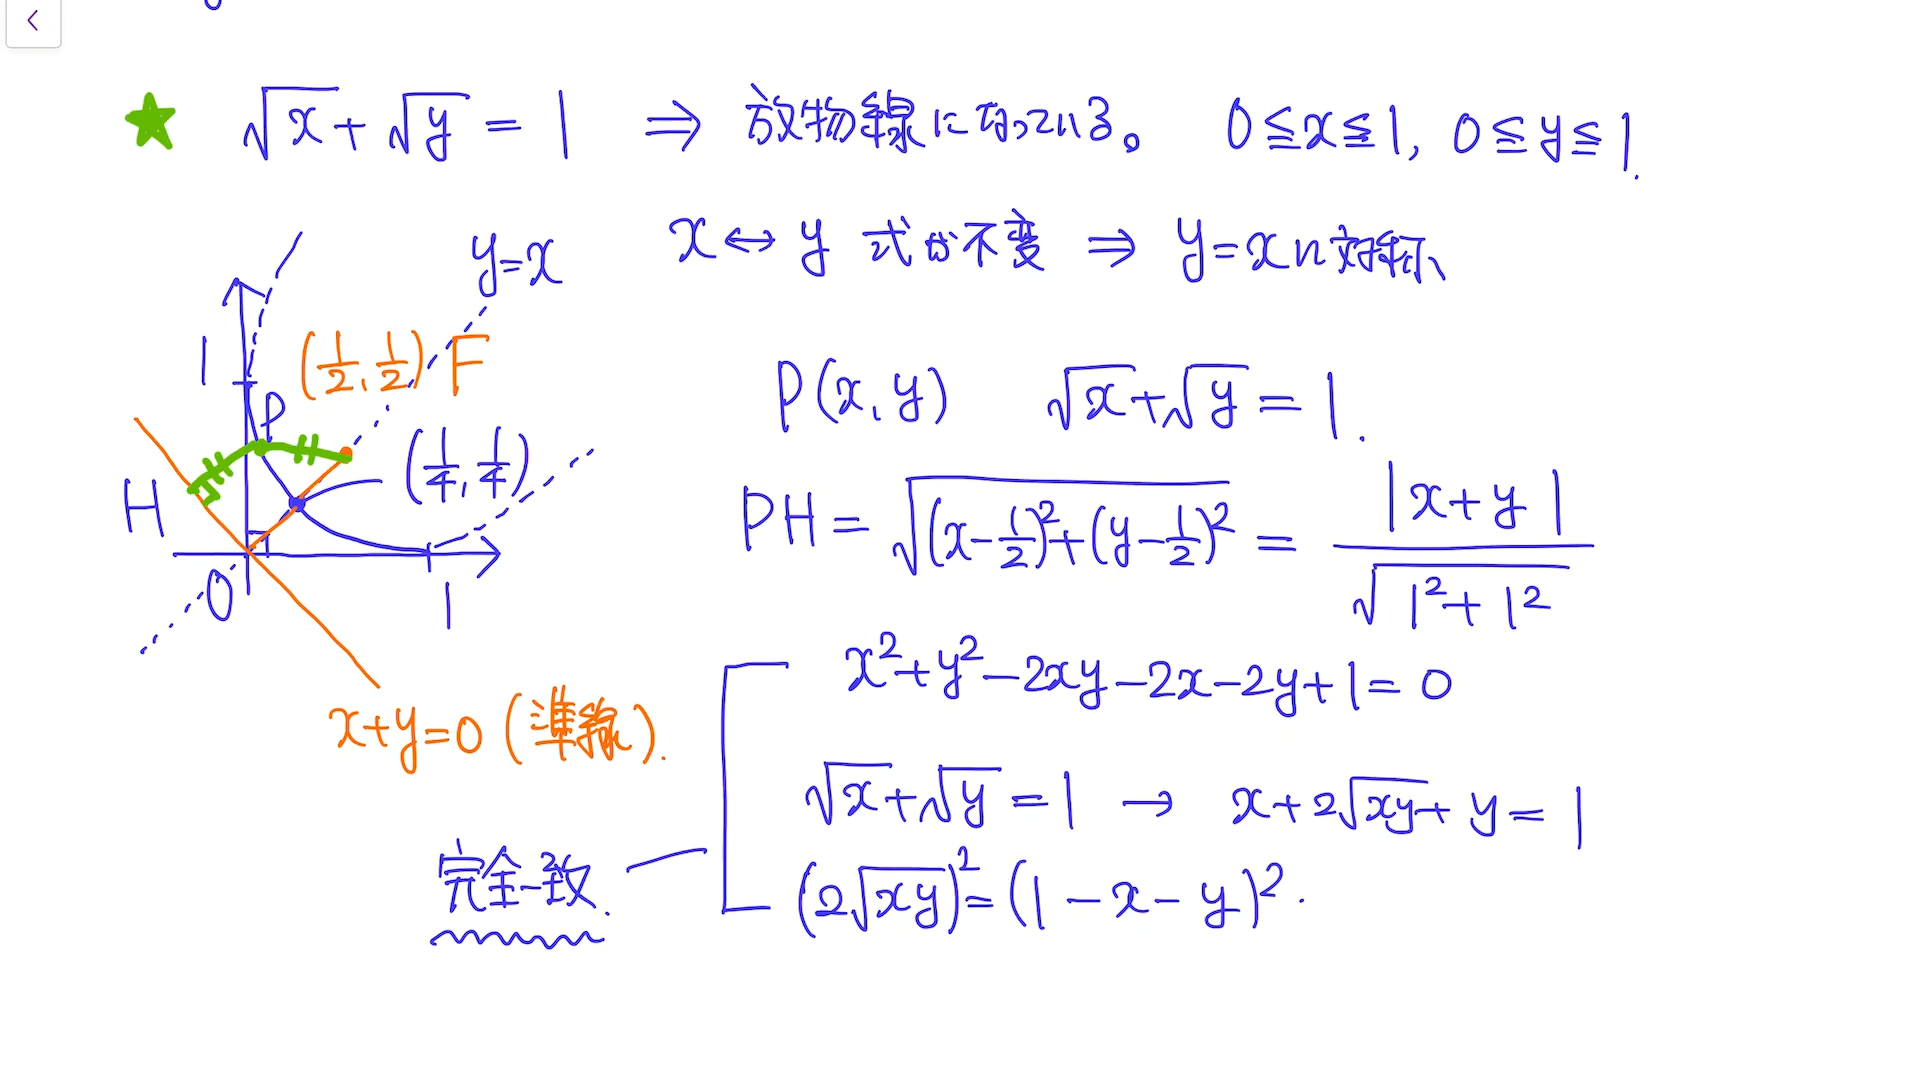 ★ √x + √y = 1 ⇒ 放物線になっている。 0≦x≦1, 0≦y≦1.
x↔y 式が不変 ⇒ y=xに対称
y=x
1
(1/2, 1/2) F
P
(1/4, 1/4)
H
O
1
x+y=0 (準線).
P(x, y) √x+√y = 1.
PH = √((x-1/2)²+(y-1/2)²) = |x+y| / √(1²+1²)
x²+y²-2xy-2x-2y+1=0
√x+√y=1 → x+2√xy+y=1
(2√xy)²=(1-x-y)².
完全一致.